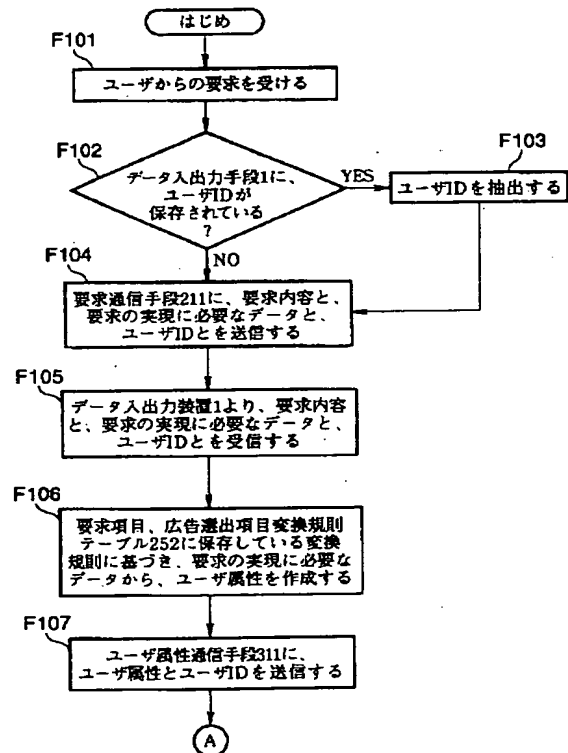 はじめ
F101
ユーザからの要求を受ける
F102
データ入出力手段1に、
ユーザIDが
保存されている
?
YES
F103
ユーザIDを抽出する
NO
F104
要求通信手段211に、要求内容と、
要求の実現に必要なデータと、
ユーザIDとを送信する
F105
データ入出力装置1より、要求内容
と、要求の実現に必要なデータと、
ユーザIDとを受信する
F106
要求項目、広告選出項目変換規則
テーブル252に保存している変換
規則に基づき、要求の実現に必要な
データから、ユーザ属性を作成する
F107
ユーザ属性通信手段311に、
ユーザ属性とユーザIDを送信する
A